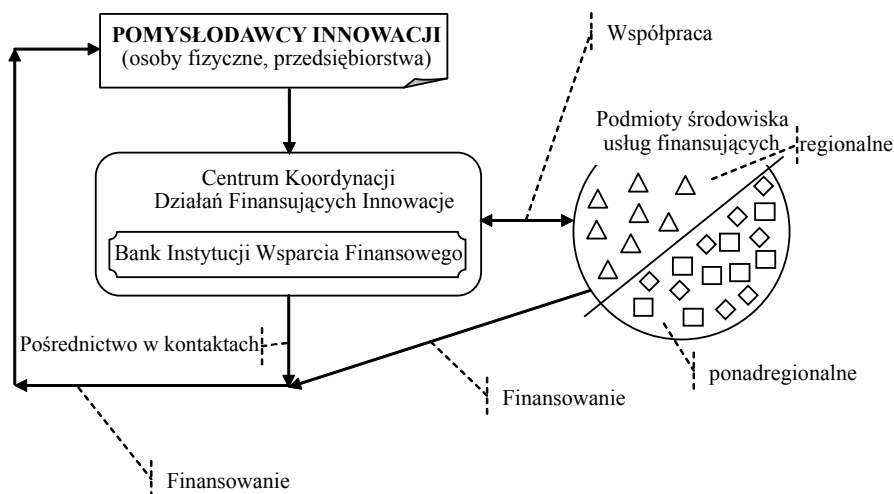 POMYSŁODAWCY INNOWACJI
(osoby fizyczne, przedsiębiorstwa)
Współpraca
Podmioty środowiska
usług finansujących
regionalne
Centrum Koordynacji
Działań Finansujących Innowacje
Bank Instytucji Wsparcia Finansowego
Pośrednictwo w kontaktach
ponadregionalne
Finansowanie
Finansowanie